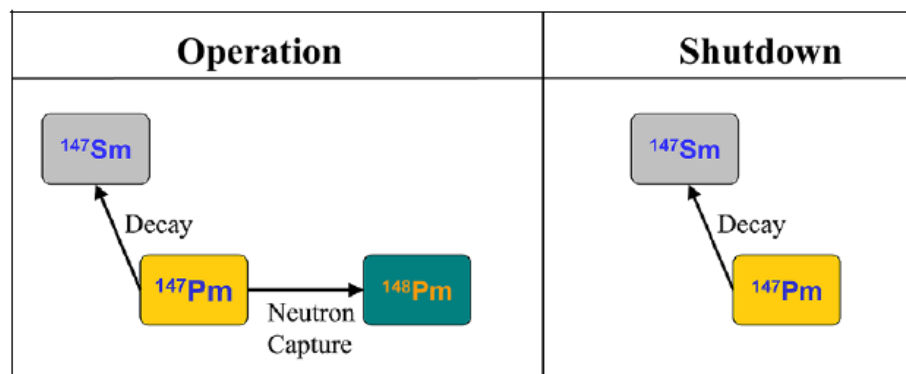 Operation
Shutdown
¹⁴⁷Sm
Decay
¹⁴⁷Pm
¹⁴⁸Pm
Neutron
Capture
¹⁴⁷Sm
Decay
¹⁴⁷Pm